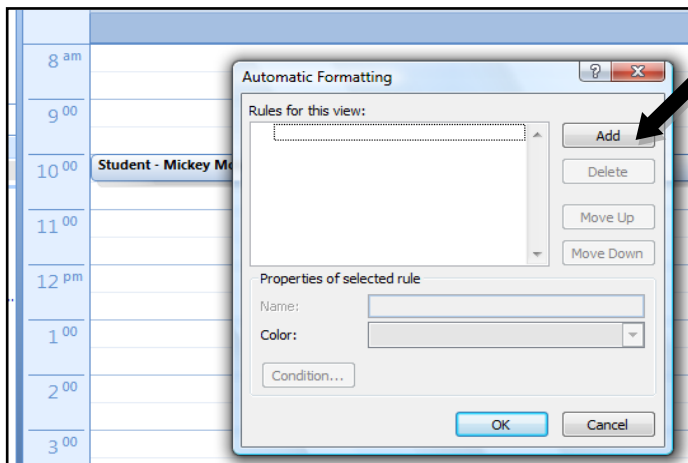 8 am
9 00
10 00
11 00
12 pm
1 00
2 00
3 00
Student - Mickey Mo
Automatic Formatting
?
Rules for this view:
Add
Delete
Move Up
Move Down
Properties of selected rule
Name:
Color:
Condition...
OK
Cancel